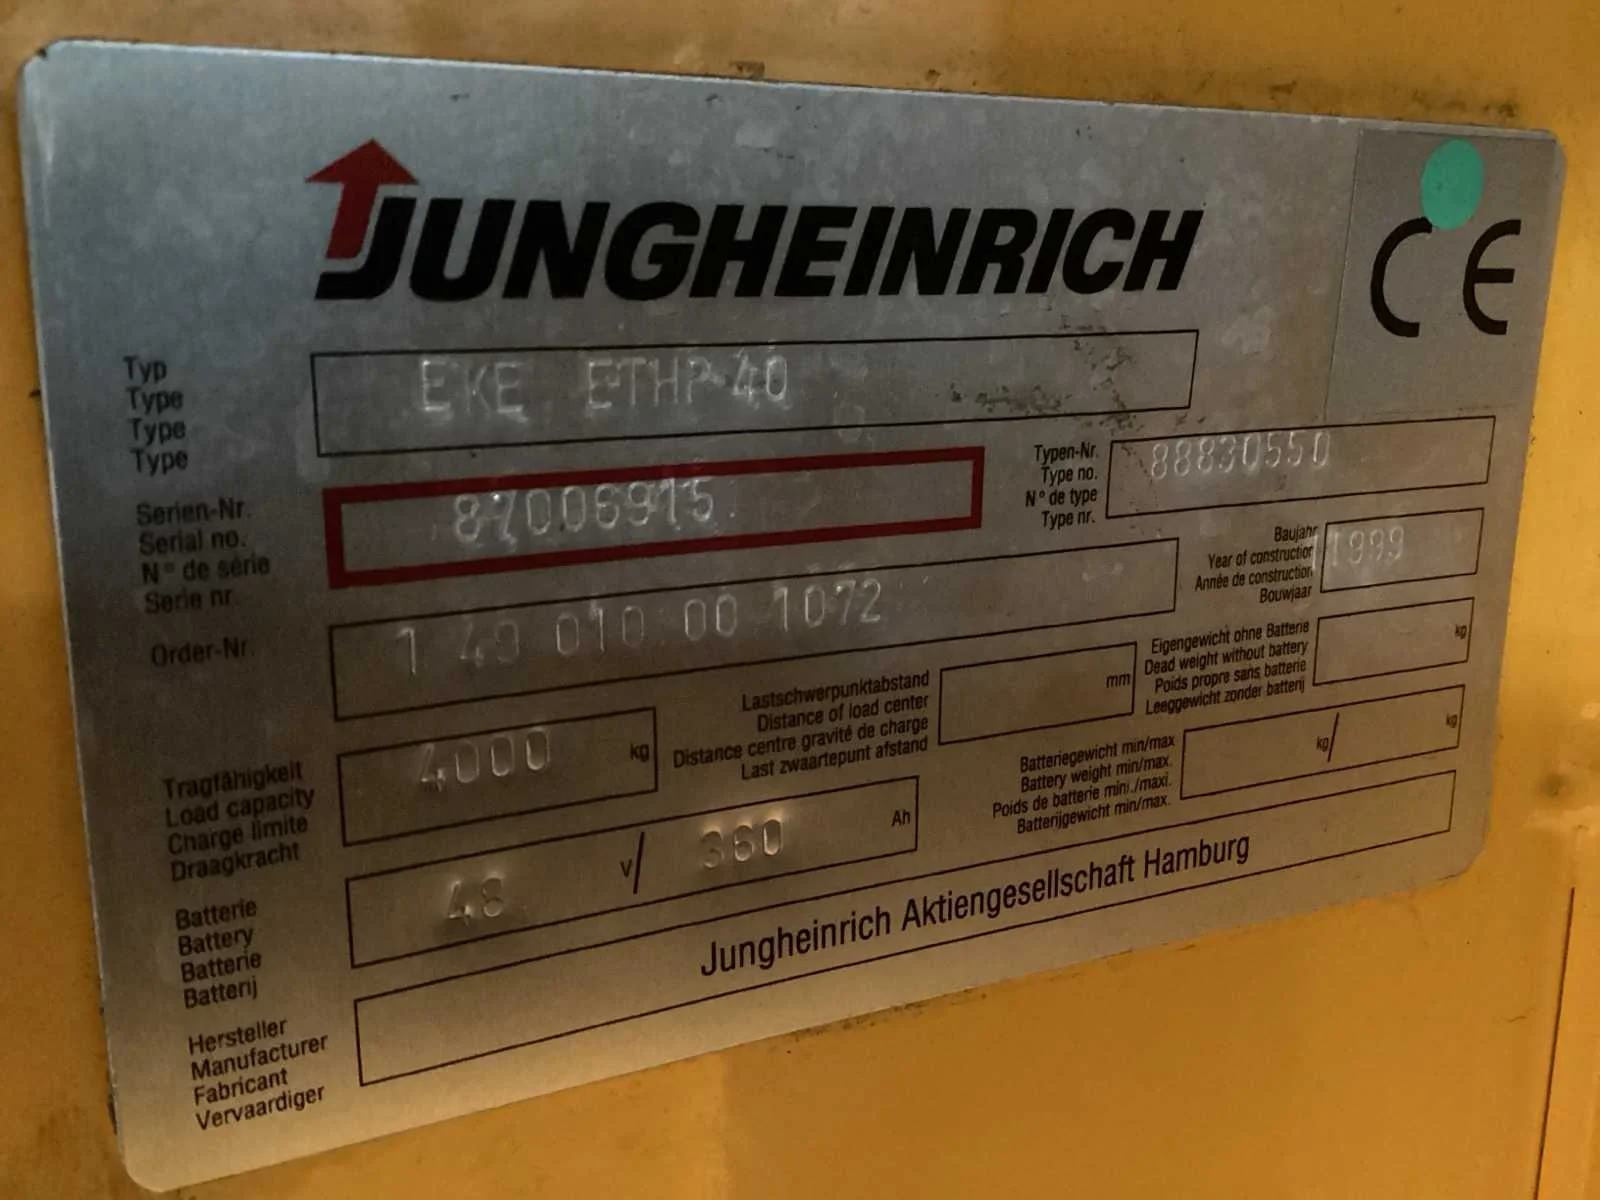 JUNGHEINRICH
CE
Typ
Type
Type
Type
EKE ETHP 40
Serien-Nr.
Serial no.
N° de série
Serie nr.
87006915
Typen-Nr.
Type no.
N° de type
Type nr.
88830550
Order-Nr.
1 40 010 00 1072
Baujahr
Year of construction
Année de construction
Bouwjaar
1999
Tragfähigkeit
Load capacity
Charge limite
Draagkracht
4000 kg
Lastschwerpunktabstand
Distance of load center
Distance centre gravité de charge
Last zwaartepunt afstand
mm
Eigengewicht ohne Batterie
Dead weight without battery
Poids propre sans batterie
Leeggewicht zonder batterij
kg
Batterie
Battery
Batterie
Batterij
48 V/ 360 Ah
Batteriegewicht min/max
Battery weight min/max.
Poids de batterie mini./maxi.
Batterijgewicht min/max.
kg/ kg
Hersteller
Manufacturer
Fabricant
Vervaardiger
Jungheinrich Aktiengesellschaft Hamburg